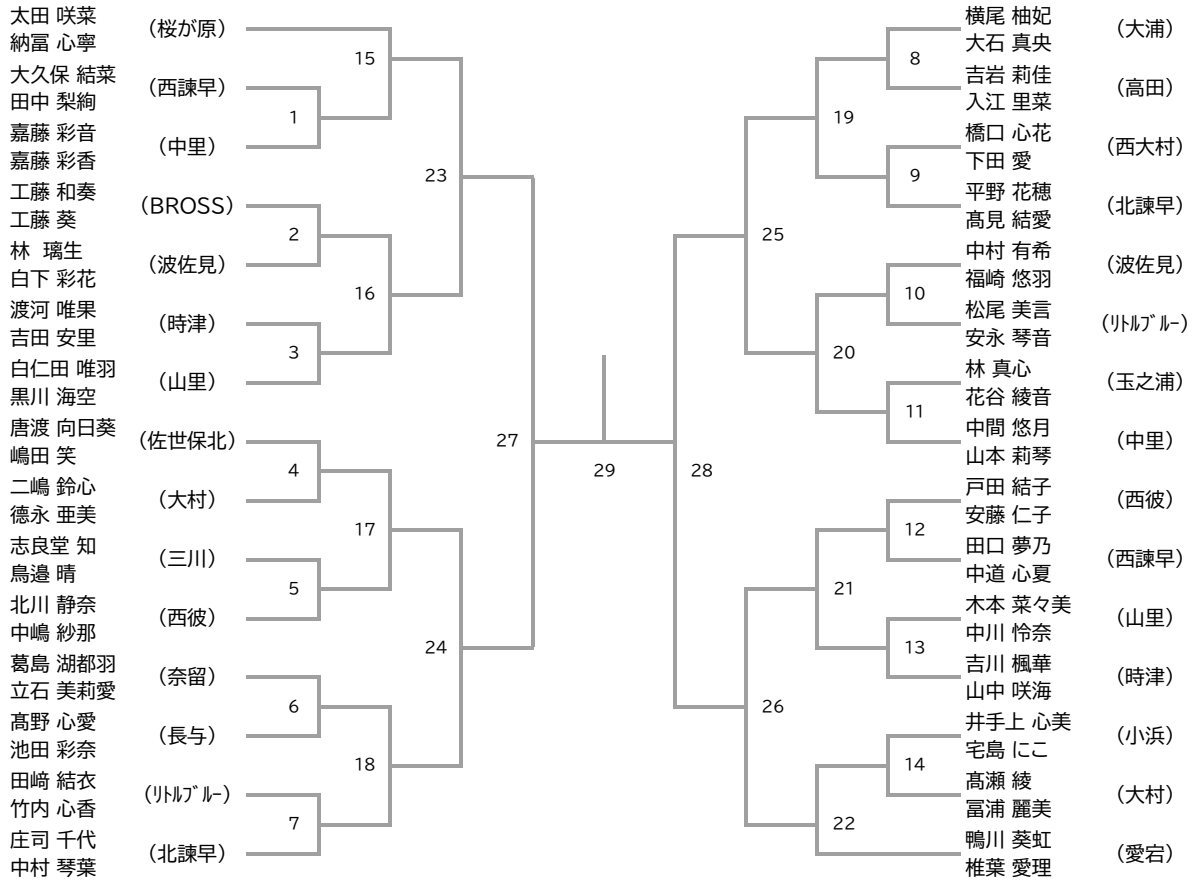 太田 咲菜
納冨 心寧
(桜が原)
大久保 結菜
田中 梨絢
(西諫早)
嘉藤 彩音
嘉藤 彩香
(中里)
工藤 和奏
工藤 葵
(BROSS)
林 璃生
白下 彩花
(波佐見)
渡河 唯果
吉田 安里
(時津)
白仁田 唯羽
黒川 海空
(山里)
唐渡 向日葵
嶋田 笑
(佐世保北)
二嶋 鈴心
德永 亜美
(大村)
志良堂 知
鳥邉 晴
(三川)
北川 静奈
中嶋 紗那
(西彼)
葛島 湖都羽
立石 美莉愛
(奈留)
髙野 心愛
池田 彩奈
(長与)
田﨑 結衣
竹内 心香
(ﾘﾄﾙﾌﾞﾙｰ)
庄司 千代
中村 琴葉
(北諫早)
15
1
23
2
16
3
27
4
17
5
24
6
18
7
29
28
8
19
9
25
10
20
11
12
21
13
26
14
22
横尾 柚妃
大石 真央
(大浦)
吉岩 莉佳
入江 里菜
(高田)
橋口 心花
下田 愛
(西大村)
平野 花穂
髙見 結愛
(北諫早)
中村 有希
福崎 悠羽
(波佐見)
松尾 美言
安永 琴音
(ﾘﾄﾙﾌﾞﾙｰ)
林 真心
花谷 綾音
(玉之浦)
中間 悠月
山本 莉琴
(中里)
戸田 結子
安藤 仁子
(西彼)
田口 夢乃
中道 心夏
(西諫早)
木本 菜々美
中川 怜奈
(山里)
吉川 楓華
山中 咲海
(時津)
井手上 心美
宅島 にこ
(小浜)
髙瀬 綾
冨浦 麗美
(大村)
鴨川 葵虹
椎葉 愛理
(愛宕)